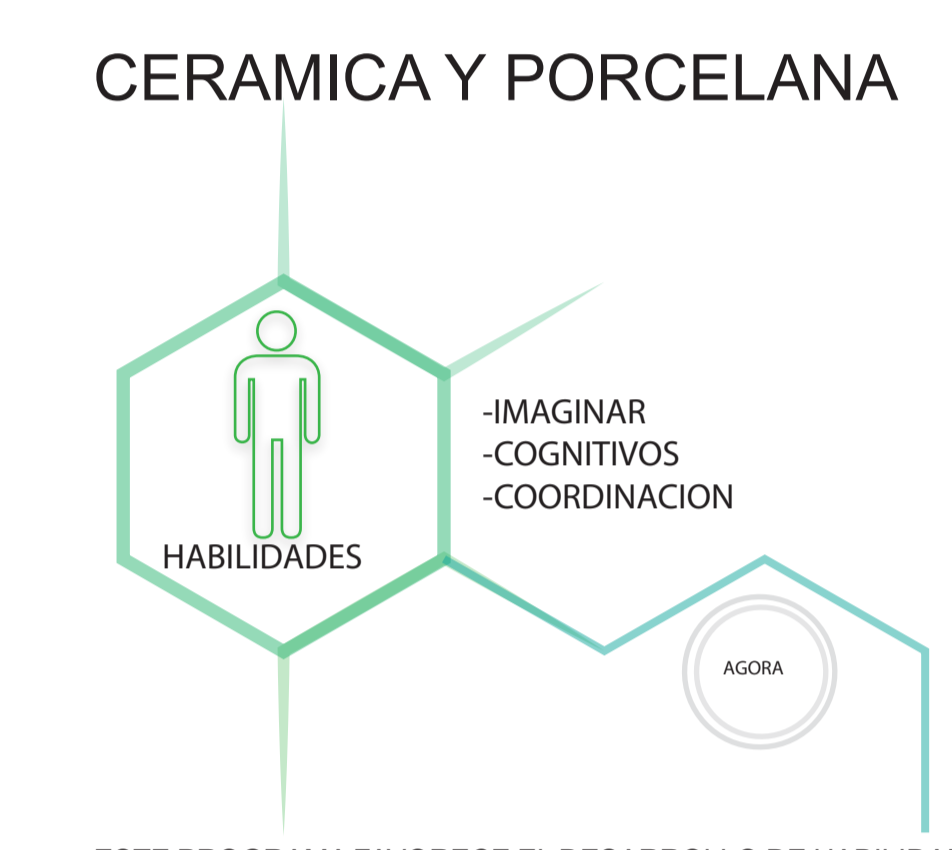 CERAMICA Y PORCELANA
-IMAGINAR
-COGNITIVOS
-COORDINACION
HABILIDADES
AGORA